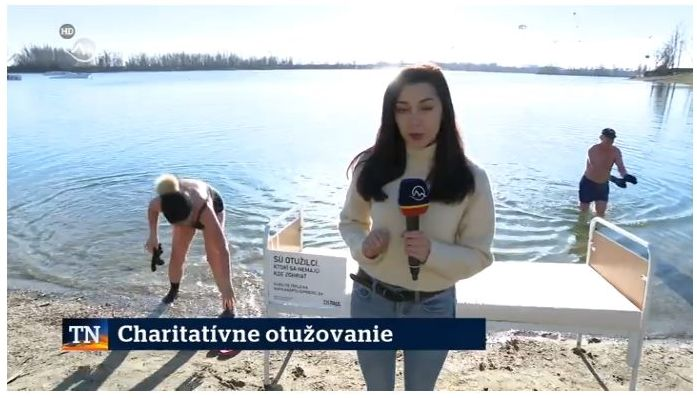 HD
SÚ OTUŽILCI,
KTORÍ SA NEMAJÚ
KDE ZOHRIAŤ
TN Charitatívne otužovanie